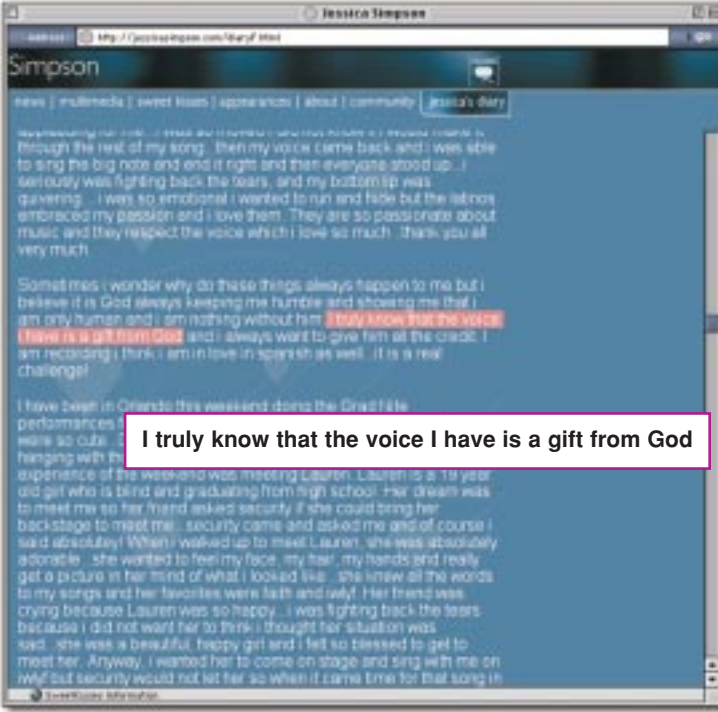 Jessica Simpson
Simpson
news | multimedia | sweet kisses | appearances | about | community | jessica's diary
through the rest of my song.. then my voice came back and i was able
to sing the big note and end it right and then everyone stood up.. i
seriously was fighting back the tears, and my bottom lip was
quivering... i was so emotional i wanted to run and hide but the latinos
embraced my passion and i love them. They are so passionate about
music and they respect the voice which i love so much.. thank you all
very much
Sometimes i wonder why do these things always happen to me but i
believe it is God always keeping me humble and showing me that i
am only human and i am nothing without him. I truly know that the voice
i have is a gift from God and i always want to give him all the credit. I
am recording i think i am in love in spanish as well.. it is a real
challenge!
I have been in Orlando this weekend doing the Grad
performances
were so cute..
I truly know that the voice I have is a gift from God
hanging with
experience of the weekend was meeting Lauren. Lauren is a 19 year
old girl who is blind and graduating from high school. Her dream was
to meet me so her friend asked security if she could bring her
backstage to meet me.. security came and asked me and of course i
said absolutely! When i walked up to meet Lauren, she was absolutely
adorable.. she wanted to feel my face, my hair, my hands and really
get a picture in her mind of what i looked like.. she knew all the words
to my songs and her favorites were faith and iwlyf. Her friend was
crying because Lauren was so happy.. i was fighting back the tears
because i did not want her to think i thought her situation was
sad.. she was a beautiful, happy girl and i felt so blessed to get to
meet her. Anyway, i wanted her to come on stage and sing with me on
iwlyf but security would not let her so when it came time for that song in